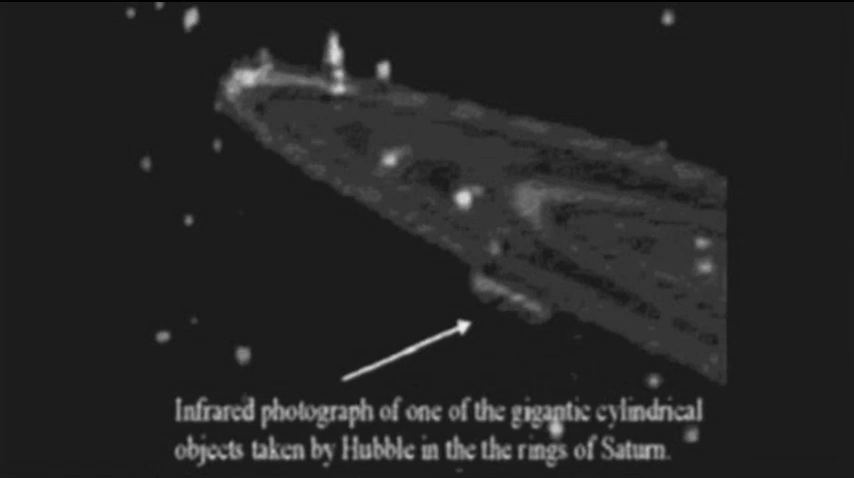 Infrared photograph of one of the gigantic cylindrical
objects taken by Hubble in the the rings of Saturn.